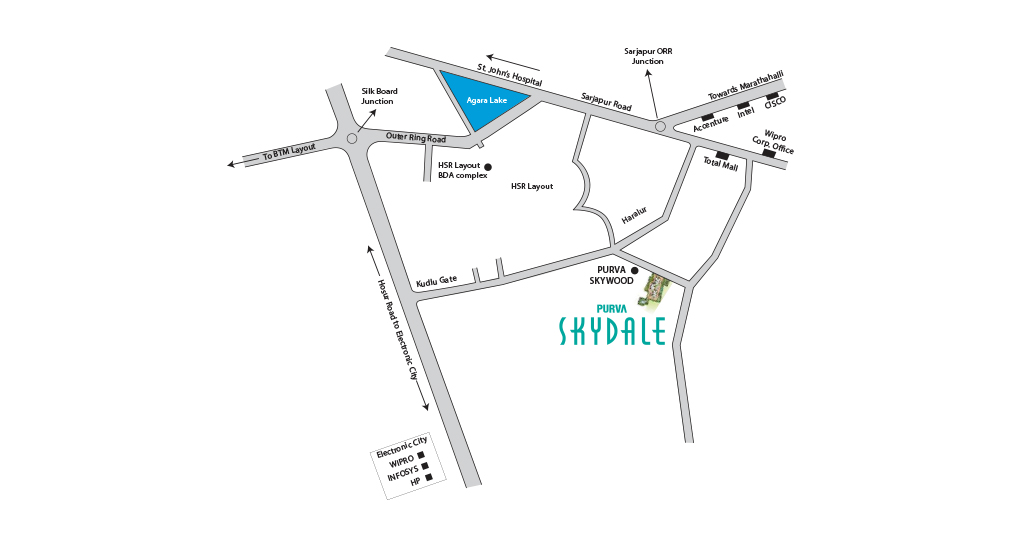 Sarjapur ORR
Junction
St. John's Hospital
Towards Marathahalli
Silk Board
Junction
Agara Lake
Sarjapur Road
Accenture
Intel
CISCO
Outer Ring Road
Wipro
Corp. Office
To BTM Layout
HSR Layout
BDA complex
Total Mall
HSR Layout
Haralur
Kudlu Gate
PURVA
SKYWOOD
Hosur Road to Electronic City
PURVA
SKYDALE
Electronic City
WIPRO
INFOSYS
HP